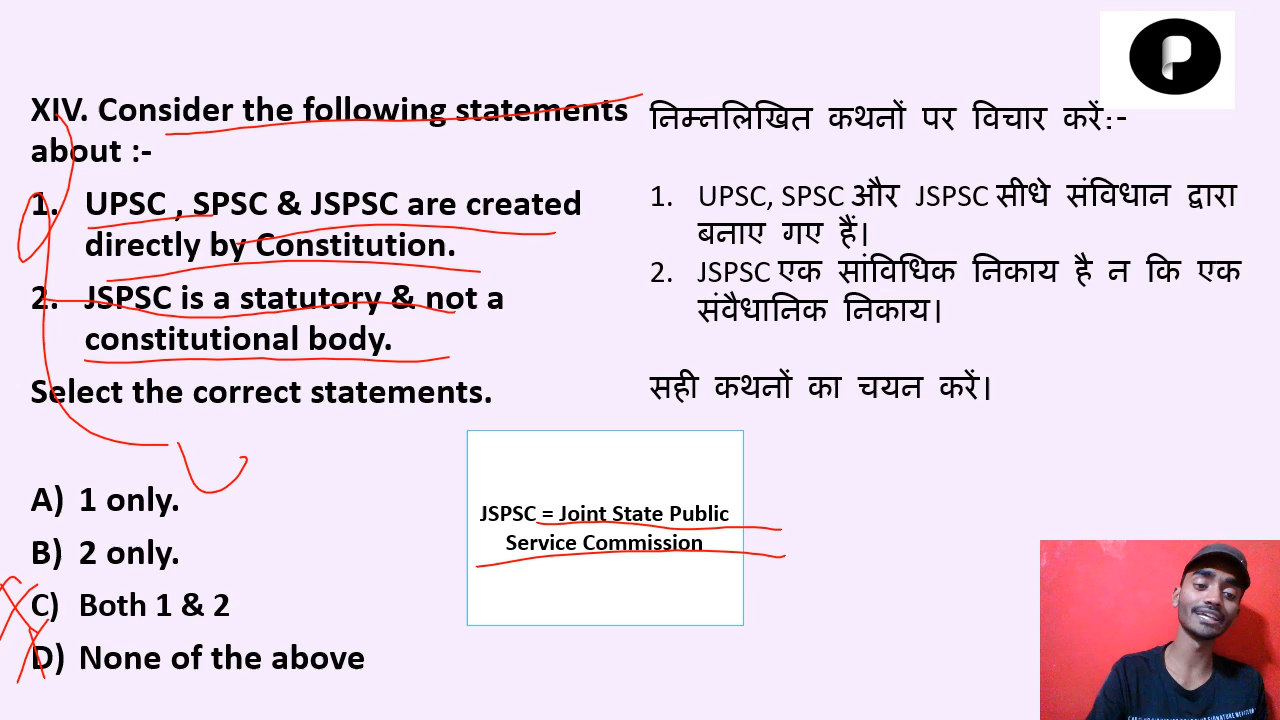 XIV. Consider the following statements
about :-
1. UPSC , SPSC & JSPSC are created
directly by Constitution.
2. JSPSC is a statutory & not a
constitutional body.
Select the correct statements.
A) 1 only.
B) 2 only.
C) Both 1 & 2
D) None of the above
निम्नलिखित कथनों पर विचार करें:-
1. UPSC, SPSC और JSPSC सीधे संविधान द्वारा
बनाए गए हैं।
2. JSPSC एक सांविधिक निकाय है न कि एक
संवैधानिक निकाय।
सही कथनों का चयन करें।
JSPSC = Joint State Public
Service Commission
P